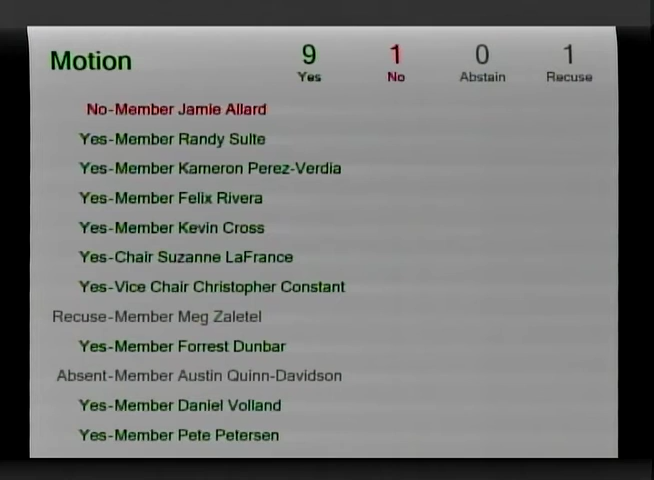 Motion 9 1 0 1
Yes No Abstain Recuse
No-Member Jamie Allard
Yes-Member Randy Sulte
Yes-Member Kameron Perez-Verdia
Yes-Member Felix Rivera
Yes-Member Kevin Cross
Yes-Chair Suzanne LaFrance
Yes-Vice Chair Christopher Constant
Recuse-Member Meg Zaletel
Yes-Member Forrest Dunbar
Absent-Member Austin Quinn-Davidson
Yes-Member Daniel Volland
Yes-Member Pete Petersen